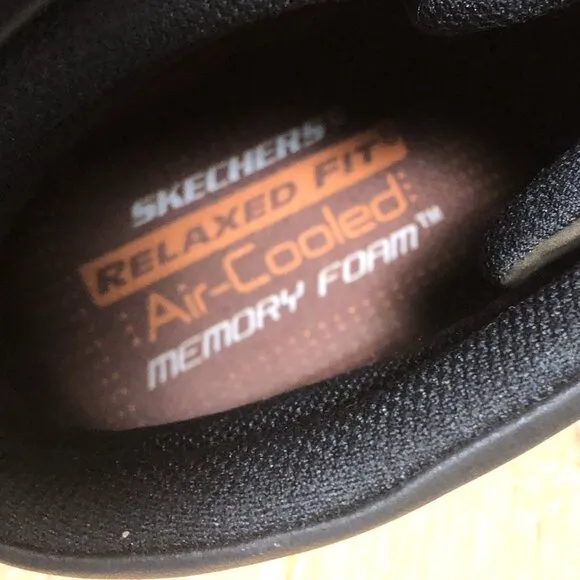 SKECHERS®
RELAXED FIT®
Air-Cooled
MEMORY FOAM™